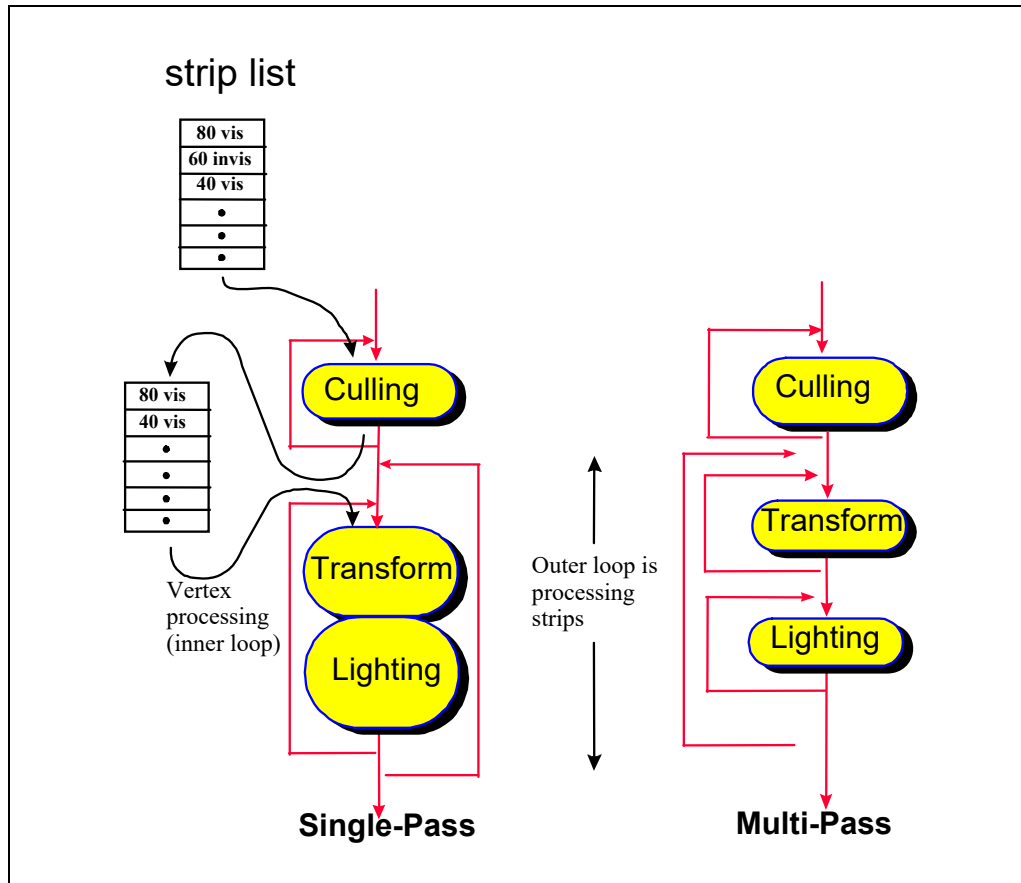 strip list
80 vis
60 invis
40 vis
80 vis
40 vis
Vertex
processing
(inner loop)
Culling
Transform
Lighting
Single-Pass
Outer loop is
processing
strips
Culling
Transform
Lighting
Multi-Pass